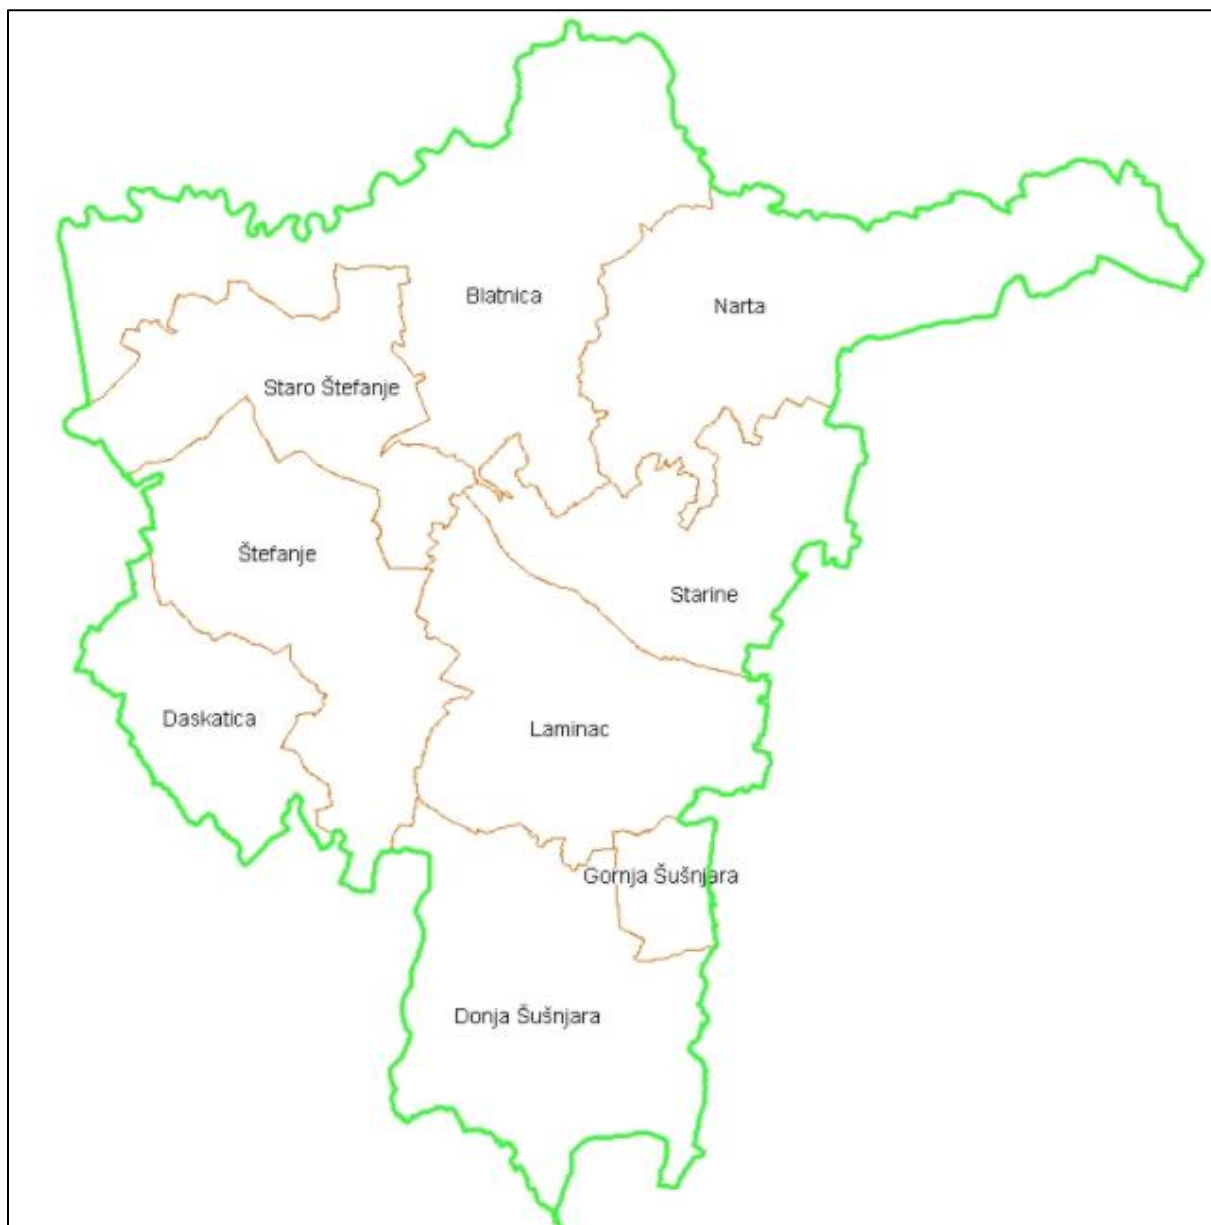 Blatnica
Narta
Staro Štefanje
Štefanje
Starine
Daskatica
Laminac
Gornja Šušnjara
Donja Šušnjara